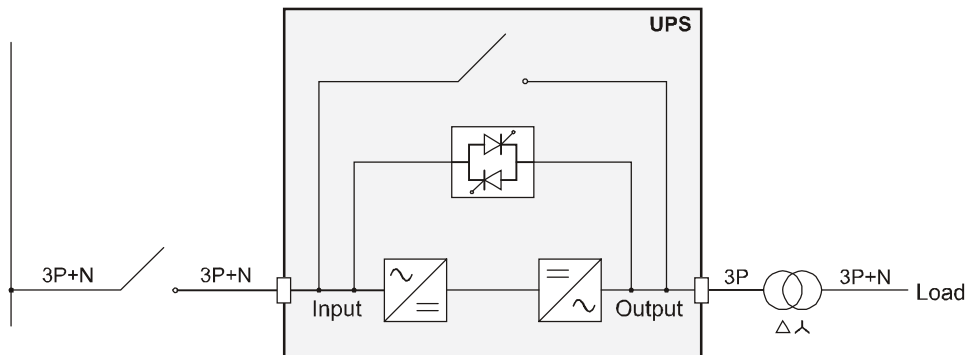 UPS
3P+N
3P+N
Input
Output
3P
3P+N
Load